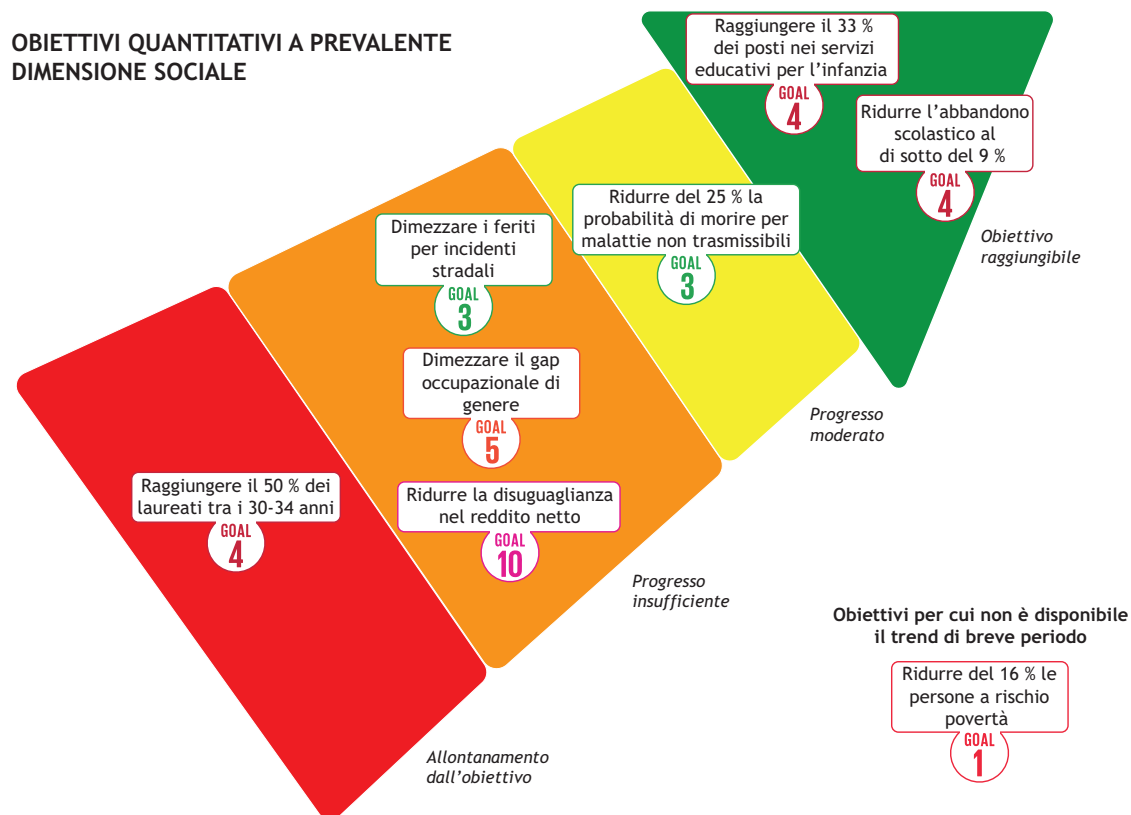 OBIETTIVI QUANTITATIVI A PREVALENTE
DIMENSIONE SOCIALE
Raggiungere il 33 %
dei posti nei servizi
educativi per l'infanzia
GOAL
4
Ridurre l'abbandono
scolastico al
di sotto del 9 %
GOAL
4
Obiettivo
raggiungibile
Ridurre del 25 % la
probabilità di morire per
malattie non trasmissibili
GOAL
3
Progresso
moderato
Dimezzare i feriti
per incidenti
stradali
GOAL
3
Dimezzare il gap
occupazionale di
genere
GOAL
5
Ridurre la disuguaglianza
nel reddito netto
GOAL
10
Progresso
insufficiente
Raggiungere il 50 % dei
laureati tra i 30-34 anni
GOAL
4
Allontanamento
dall'obiettivo
Obiettivi per cui non è disponibile
il trend di breve periodo
Ridurre del 16 % le
persone a rischio
povertà
GOAL
1